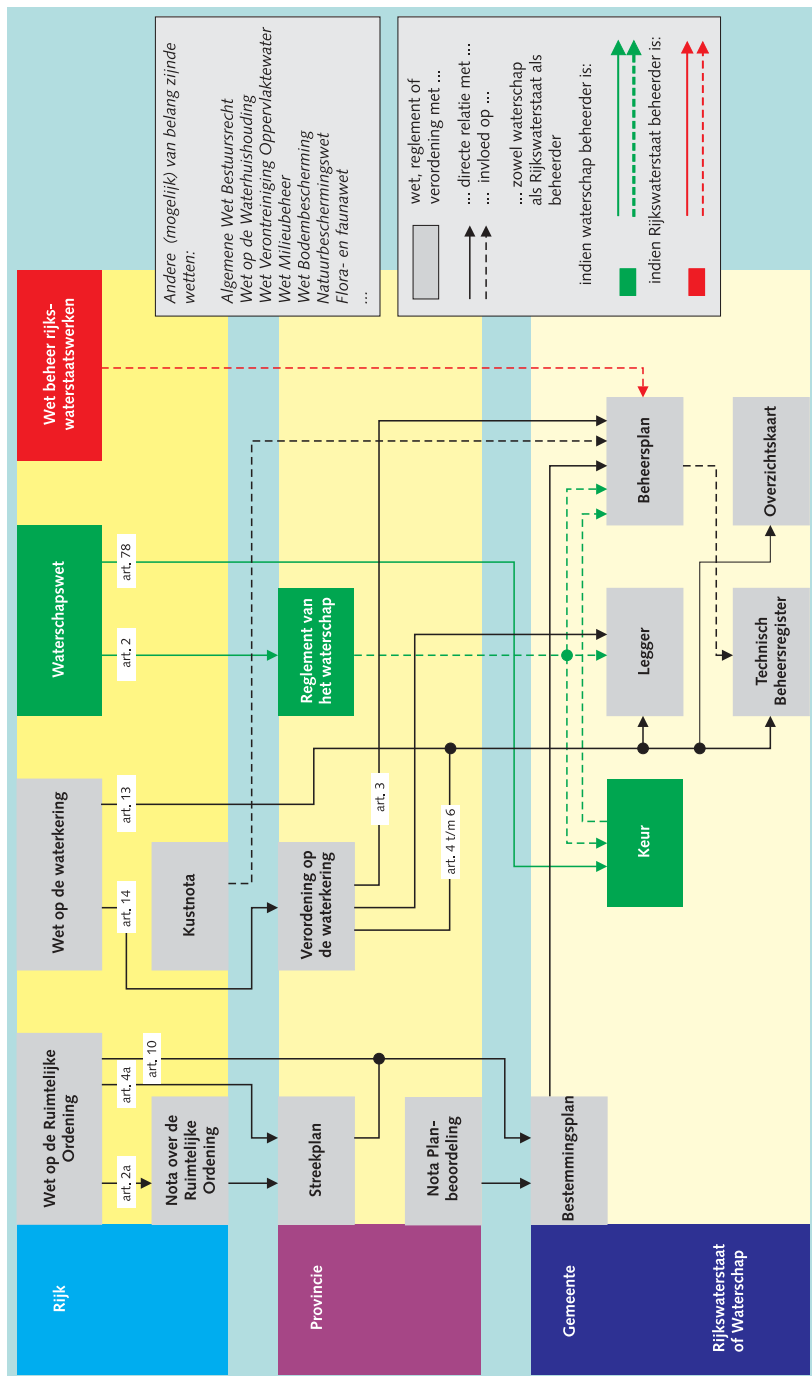 Rijk
Wet op de Ruimtelijke
Ordening
Wet op de waterkering
Waterschapswet
Wet beheer rijks-
waterstaatswerken
art. 2a
art. 4a
art. 10
art. 14
art. 13
art. 2
art. 78
Nota over de
Ruimtelijke
Ordening
Kustnota
Provincie
Streekplan
Verordening op
de waterkering
Reglement van
het waterschap
art. 3
art. 4 t/m 6
Nota Plan-
beoordeling
Gemeente
Bestemmingsplan
Keur
Legger
Beheersplan
Rijkswaterstaat
of Waterschap
Technisch
Beheersregister
Overzichtskaart
Andere (mogelijk) van belang zijnde
wetten:
Algemene Wet Bestuursrecht
Wet op de Waterhuishouding
Wet Verontreiniging Oppervlaktewater
Wet Milieubeheer
Wet Bodembescherming
Natuurbeschermingswet
Flora- en faunawet
...
wet, reglement of
verordening met ...
... directe relatie met ...
... invloed op ...
... zowel waterschap
als Rijkswaterstaat als
beheerder
indien waterschap beheerder is:
indien Rijkswaterstaat beheerder is: